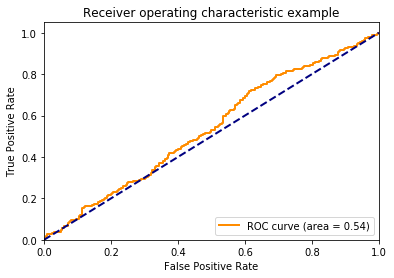 Receiver operating characteristic example
True Positive Rate
1.0
0.8
0.6
0.4
0.2
0.0
ROC curve (area = 0.54)
0.0 0.2 0.4 0.6 0.8 1.0
False Positive Rate